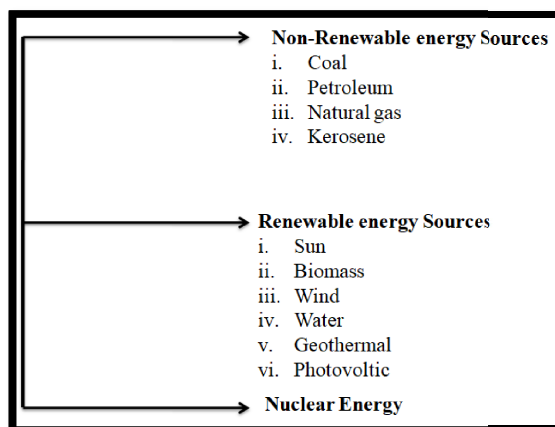 Non-Renewable energy Sources
i. Coal
ii. Petroleum
iii. Natural gas
iv. Kerosene
Renewable energy Sources
i. Sun
ii. Biomass
iii. Wind
iv. Water
v. Geothermal
vi. Photovoltic
Nuclear Energy